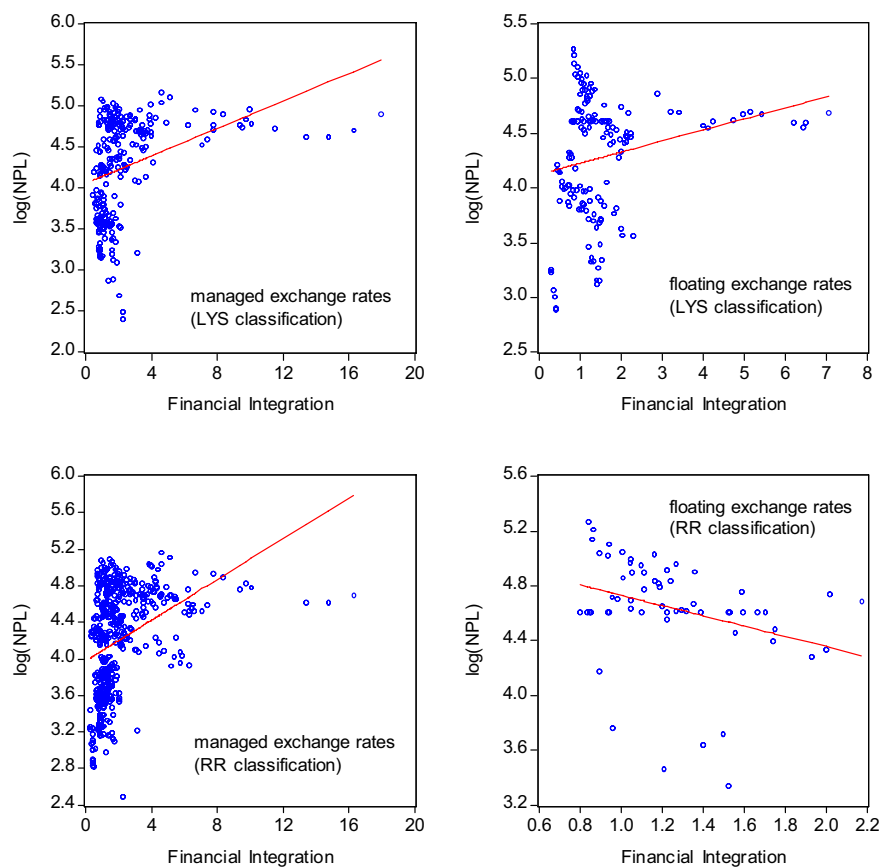 6.0
5.5
5.0
4.5
4.0
3.5
3.0
2.5
2.0
log(NPL)
managed exchange rates
(LYS classification)
0 4 8 12 16 20
Financial Integration
5.5
5.0
4.5
4.0
3.5
3.0
2.5
log(NPL)
floating exchange rates
(LYS classification)
0 1 2 3 4 5 6 7 8
Financial Integration
6.0
5.6
5.2
4.8
4.4
4.0
3.6
3.2
2.8
2.4
log(NPL)
managed exchange rates
(RR classification)
0 4 8 12 16 20
Financial Integration
5.6
5.2
4.8
4.4
4.0
3.6
3.2
log(NPL)
floating exchange rates
(RR classification)
0.6 0.8 1.0 1.2 1.4 1.6 1.8 2.0 2.2
Financial Integration